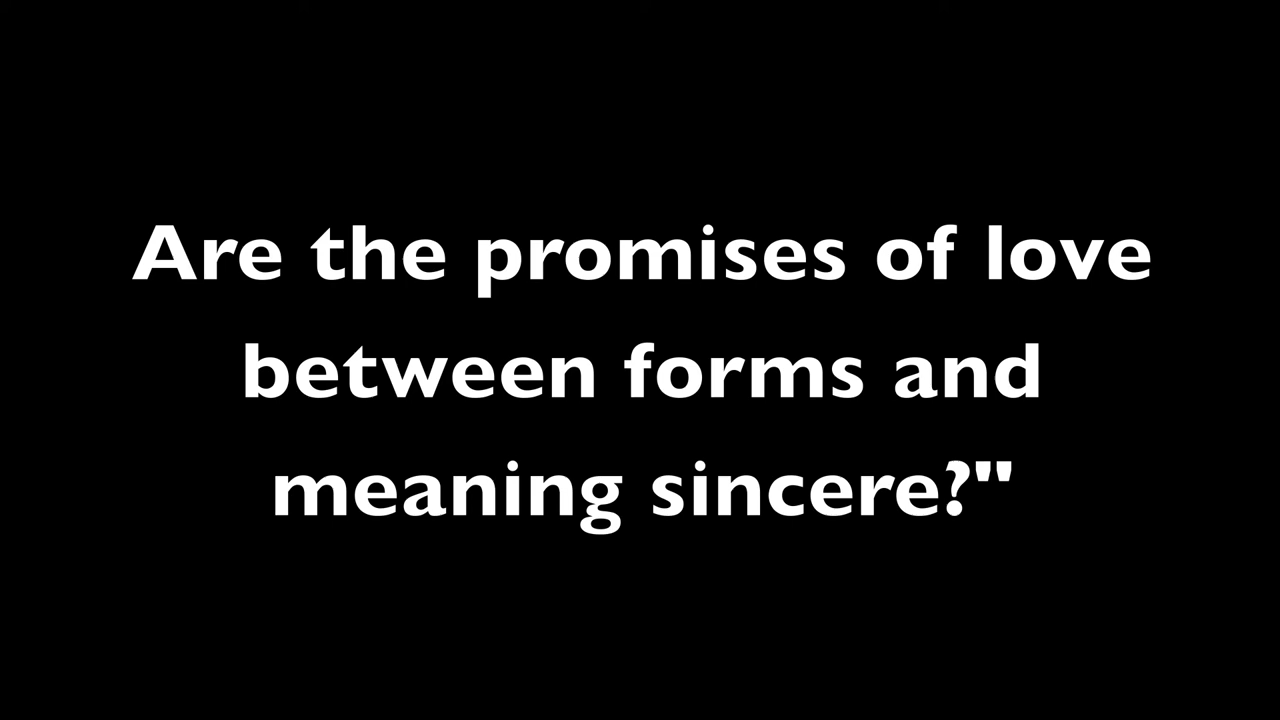 Are the promises of love
between forms and
meaning sincere?"